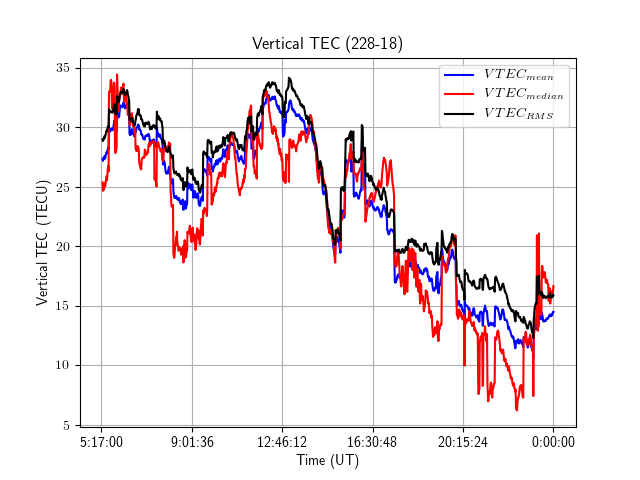 Vertical TEC (228-18)
VTEC_mean
VTEC_median
VTEC_RMS
35
30
25
20
15
10
5
Vertical TEC (TECU)
5:17:00 9:01:36 12:46:12 16:30:48 20:15:24 0:00:00
Time (UT)